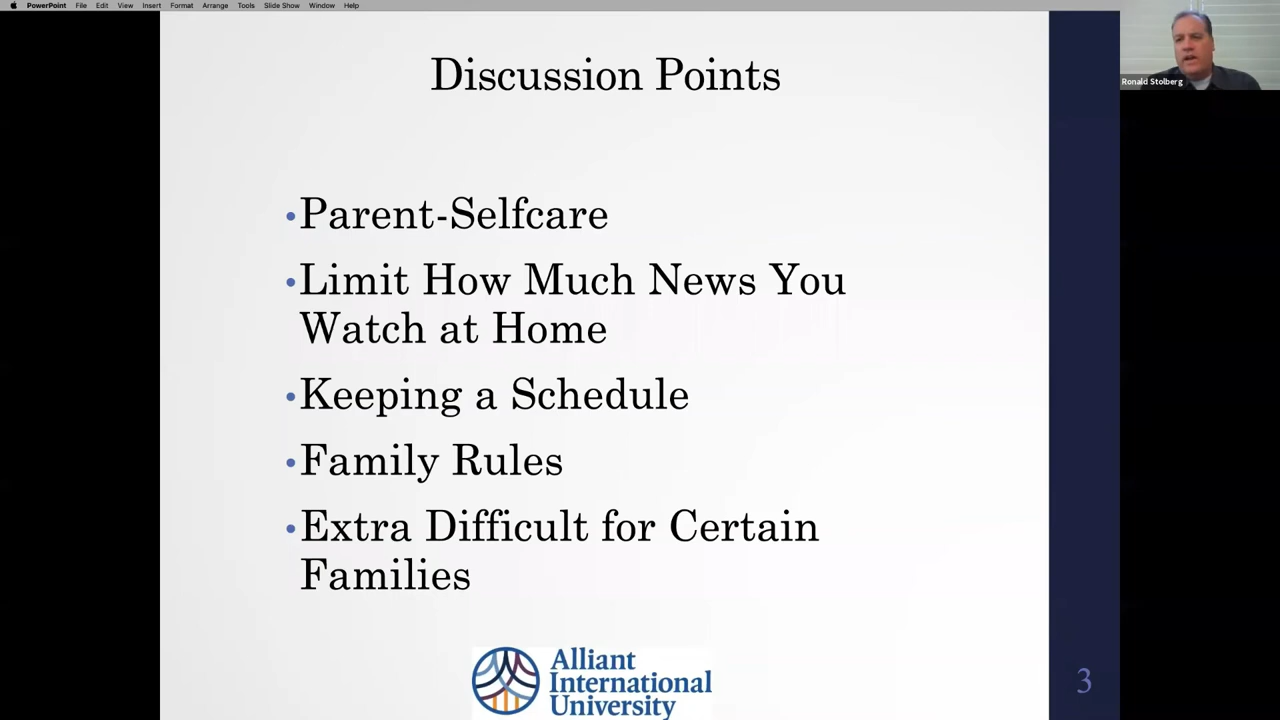 PowerPoint File Edit View Insert Format Arrange Tools Slide Show Window Help
Ronald Stolberg
Discussion Points
•Parent-Selfcare
•Limit How Much News You
Watch at Home
•Keeping a Schedule
•Family Rules
•Extra Difficult for Certain
Families
Alliant
International
University
3